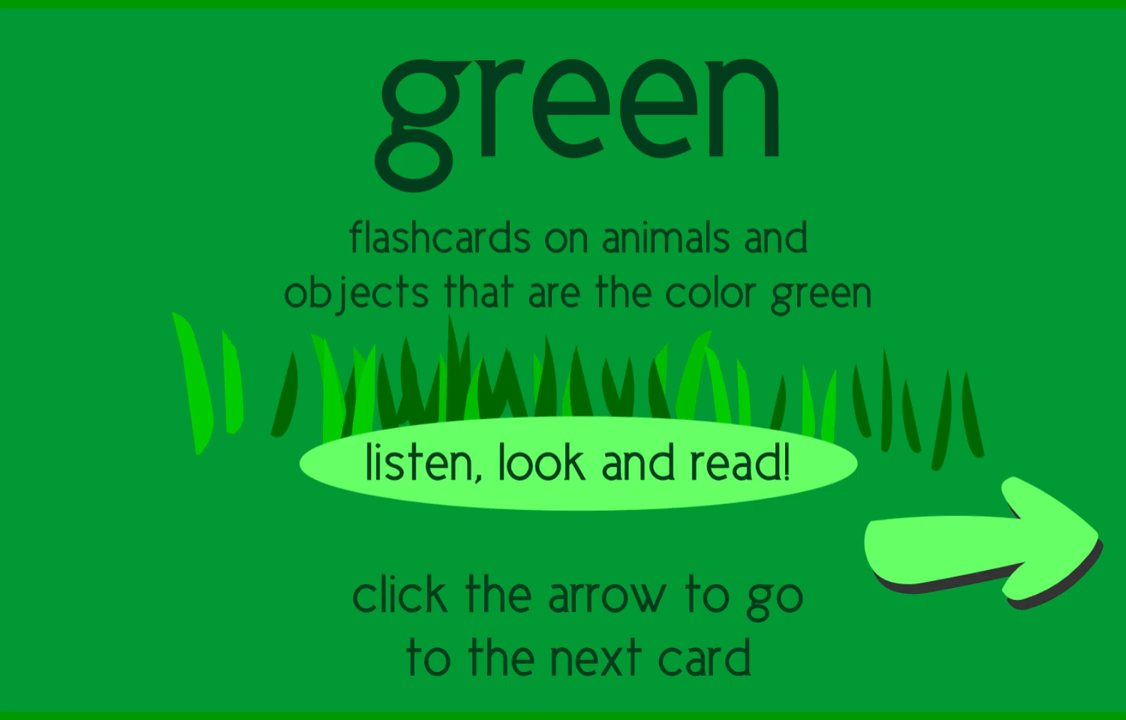 green
flashcards on animals and
objects that are the color green
listen, look and read!
click the arrow to go
to the next card